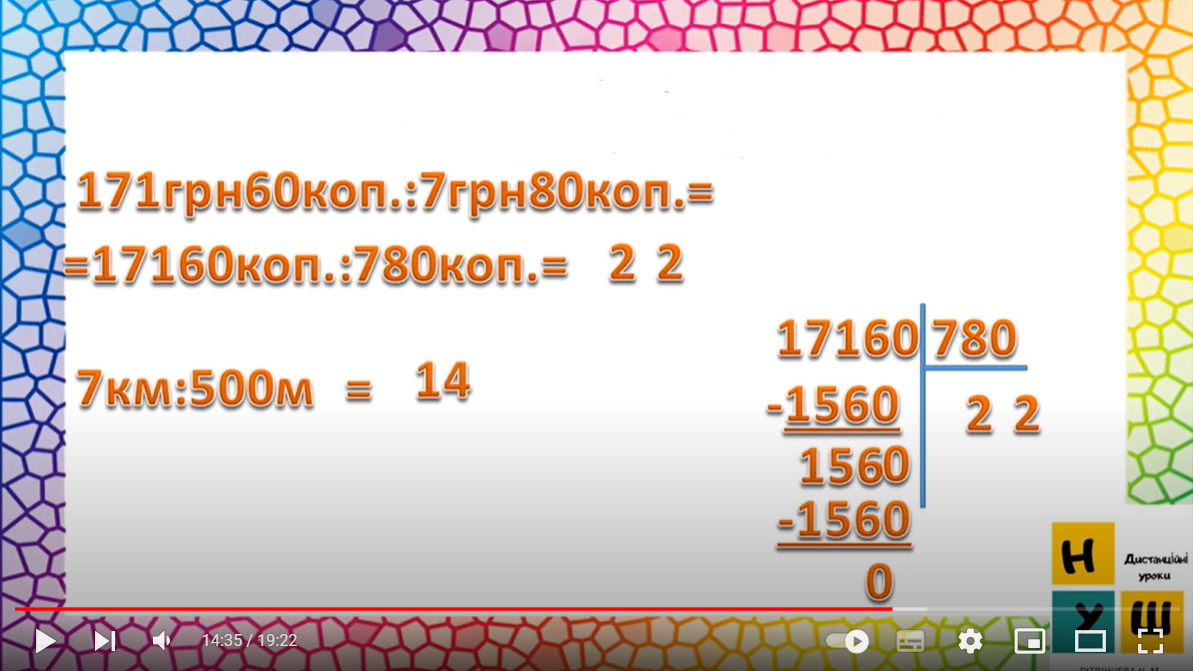 171грн60коп.:7грн80коп.=
=17160коп.:780коп.= 2 2
7км:500м = 14
17160 780
-1560 2 2
1560
-1560
0
Н
Дистанційні
уроки
У Ш
14:35 / 19:22